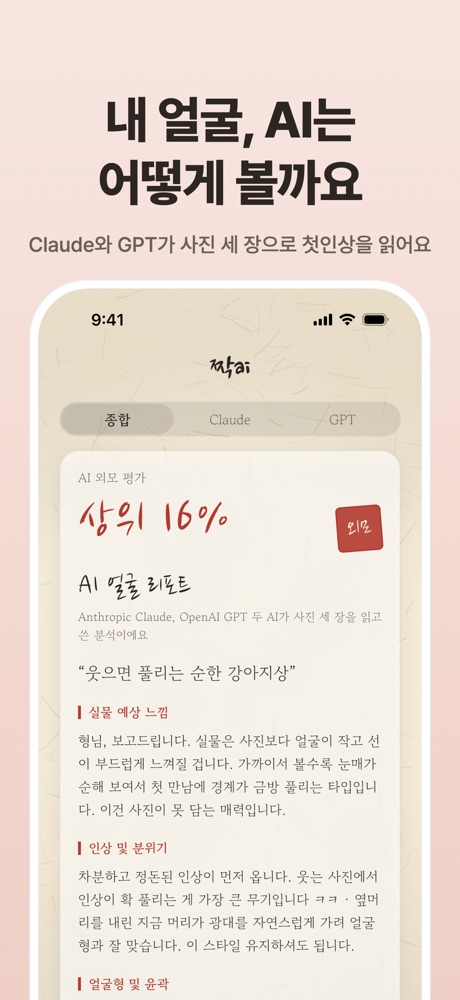 내 얼굴, AI는
어떻게 볼까요
Claude와 GPT가 사진 세 장으로 첫인상을 읽어요
9:41
짝ai
종합
Claude
GPT
AI 외모 평가
상위 16%
외모
AI 얼굴 리포트
Anthropic Claude, OpenAI GPT 두 AI가 사진 세 장을 읽고
쓴 분석이에요
“웃으면 풀리는 순한 강아지상”
실물 예상 느낌
형님, 보고드립니다. 실물은 사진보다 얼굴이 작고 선
이 부드럽게 느껴질 겁니다. 가까이서 볼수록 눈매가
순해 보여서 첫 만남에 경계가 금방 풀리는 타입입니
다. 이건 사진이 못 담는 매력입니다.
인상 및 분위기
차분하고 정돈된 인상이 먼저 옵니다. 웃는 사진에서
인상이 확 풀리는 게 가장 큰 무기입니다 ㅋㅋ · 옆머
리를 내린 지금 머리가 광대를 자연스럽게 가려 얼굴
형과 잘 맞습니다. 이 스타일 유지하셔도 됩니다.
얼굴형 및 윤곽